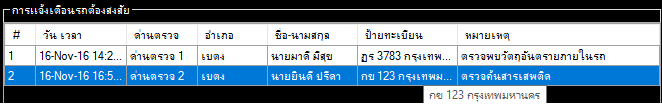 การแจ้งเตือนรถต้องสงสัย
# วัน เวลา ด่านตรวจ อำเภอ ชื่อ-นามสกุล ป้ายทะเบียน หมายเหตุ
1 16-Nov-16 14:2... ด่านตรวจ 1 เบตง นายมาดี มีสุข ฎร 3783 กรุงเทพ... ตรวจพบวัตถุอันตรายภายในรถ
2 16-Nov-16 16:5... ด่านตรวจ 2 เบตง นายยินดี ปรีดา กข 123 กรุงเทพม... ตรวจค้นสารเสพติด
กข 123 กรุงเทพมหานคร